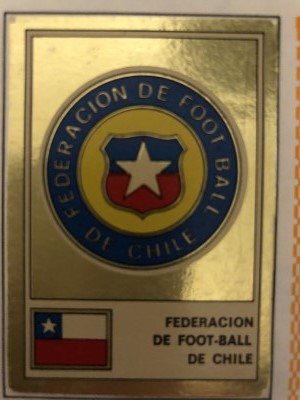 FEDERACION DE FOOT BALL
DE CHILE
FEDERACION
DE FOOT-BALL
DE CHILE